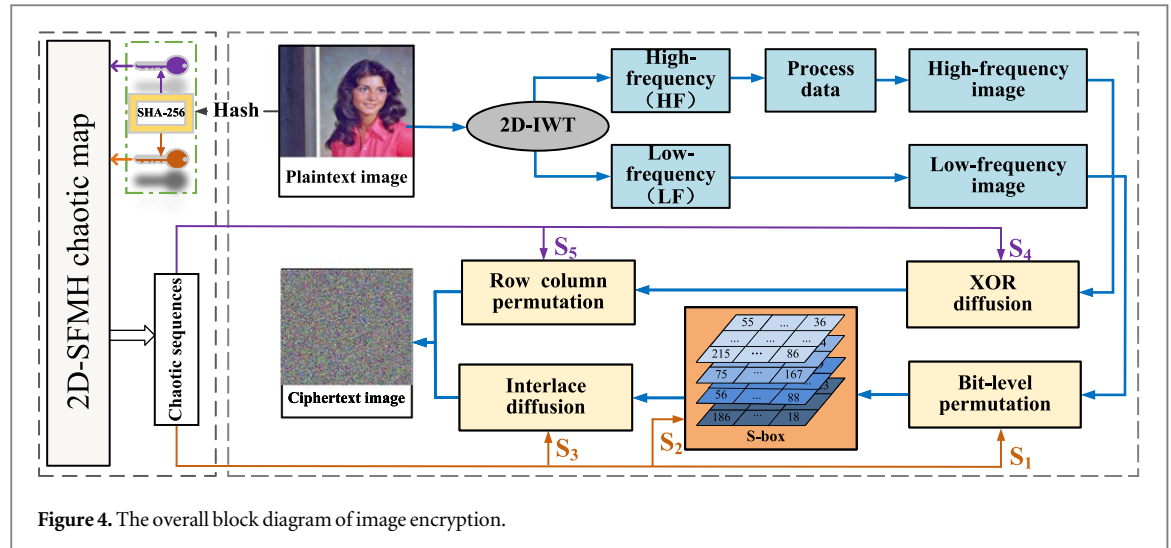 2D-SFMH chaotic map
SHA-256
Hash
Plaintext image
2D-IWT
High-
frequency
（HF）
Process
data
High-frequency
image
Low-
frequency
（LF）
Low-frequency
image
Chaotic sequences
S₅
S₄
Ciphertext image
Row column
permutation
XOR
diffusion
Interlace
diffusion
55 ... 36
... ... ...
215 ... 86
75 ... 167
56 ... 88
186 ... 18
S-box
Bit-level
permutation
S₃
S₂
S₁
Figure 4. The overall block diagram of image encryption.